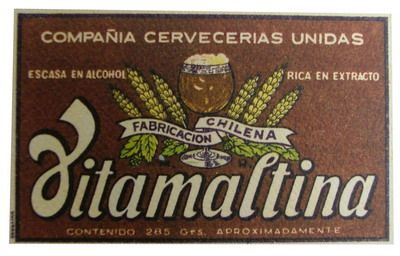 COMPAÑIA CERVECERIAS UNIDAS
ESCASA EN ALCOHOL
RICA EN EXTRACTO
FABRICACION CHILENA
Vitamaltina
CONTENIDO 285 Grs. APROXIMADAMENTE